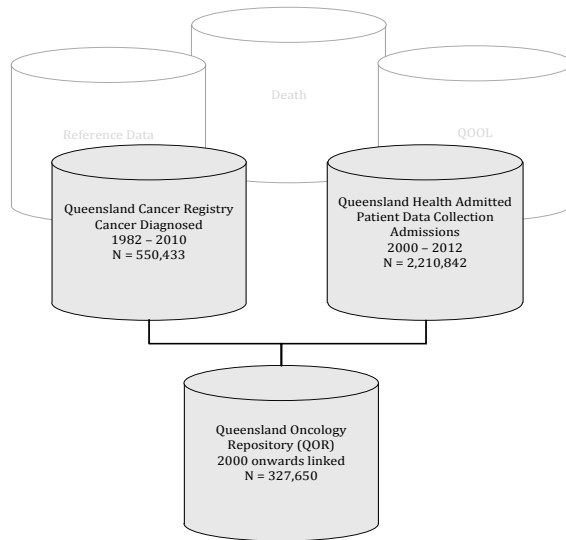 Death
Reference Data
QOOL
Queensland Cancer Registry
Cancer Diagnosed
1982 – 2010
N = 550,433
Queensland Health Admitted
Patient Data Collection
Admissions
2000 – 2012
N = 2,210,842
Queensland Oncology
Repository (QOR)
2000 onwards linked
N = 327,650